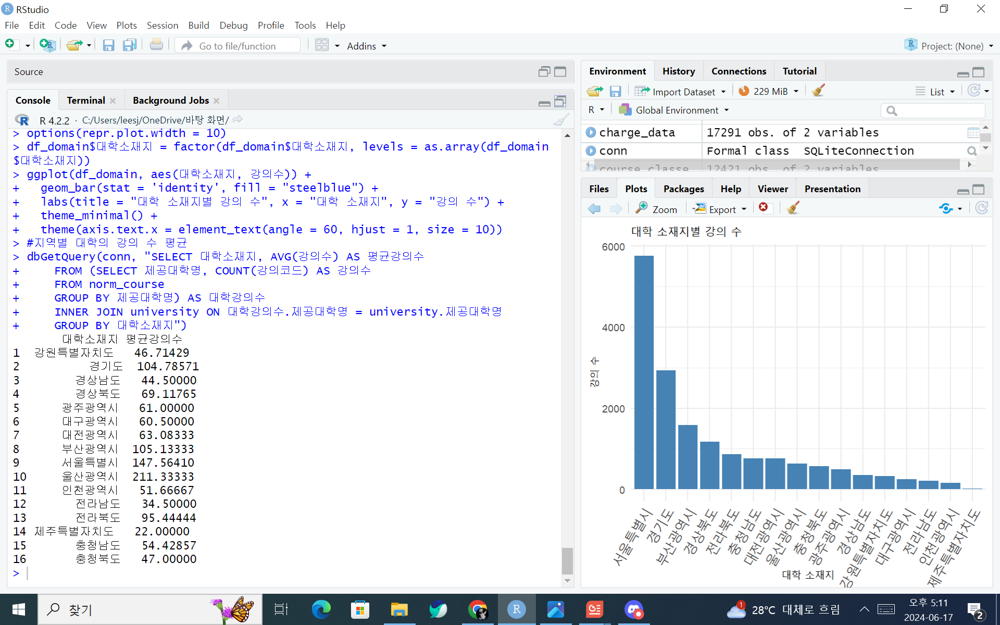 RStudio
File Edit Code View Plots Session Build Debug Profile Tools Help
Go to file/function Addins Project: (None)
Source
Console Terminal Background Jobs
R 4.2.2 · C:/Users/leesj/OneDrive/바탕 화면/
> options(repr.plot.width = 10)
> df_domain$대학소재지 = factor(df_domain$대학소재지, levels = as.array(df_domain
$대학소재지))
> ggplot(df_domain, aes(대학소재지, 강의수)) +
+   geom_bar(stat = 'identity', fill = "steelblue") +
+   labs(title = "대학 소재지별 강의 수", x = "대학 소재지", y = "강의 수") +
+   theme_minimal() +
+   theme(axis.text.x = element_text(angle = 60, hjust = 1, size = 10))
> #지역별 대학의 강의 수 평균
> dbGetQuery(conn, "SELECT 대학소재지, AVG(강의수) AS 평균강의수
+     FROM (SELECT 제공대학명, COUNT(강의코드) AS 강의수
+     FROM norm_course
+     GROUP BY 제공대학명) AS 대학강의수
+     INNER JOIN university ON 대학강의수.제공대학명 = university.제공대학명
+     GROUP BY 대학소재지")
대학소재지 평균강의수
1 강원특별자치도 46.71429
2 경기도 104.78571
3 경상남도 44.50000
4 경상북도 69.11765
5 광주광역시 61.00000
6 대구광역시 60.50000
7 대전광역시 63.08333
8 부산광역시 105.13333
9 서울특별시 147.56410
10 울산광역시 211.33333
11 인천광역시 51.66667
12 전라남도 34.50000
13 전라북도 95.44444
14 제주특별자치도 22.00000
15 충청남도 54.42857
16 충청북도 47.00000
>
Environment History Connections Tutorial
Import Dataset 229 MiB List
R Global Environment
charge_data 17291 obs. of 2 variables
conn Formal class SQLiteConnection
course_classe 12421 obs. of 2 variables
Files Plots Packages Help Viewer Presentation
Zoom Export
대학 소재지별 강의 수
6000
4000
2000
0
강의 수
서울특별시
경기도
부산광역시
경상북도
전라북도
충청남도
대전광역시
울산광역시
충청북도
광주광역시
경상남도
강원특별자치도
대구광역시
전라남도
인천광역시
제주특별자치도
대학 소재지
찾기
1
28°C 대체로 흐림
오후 5:11
2024-06-17
2